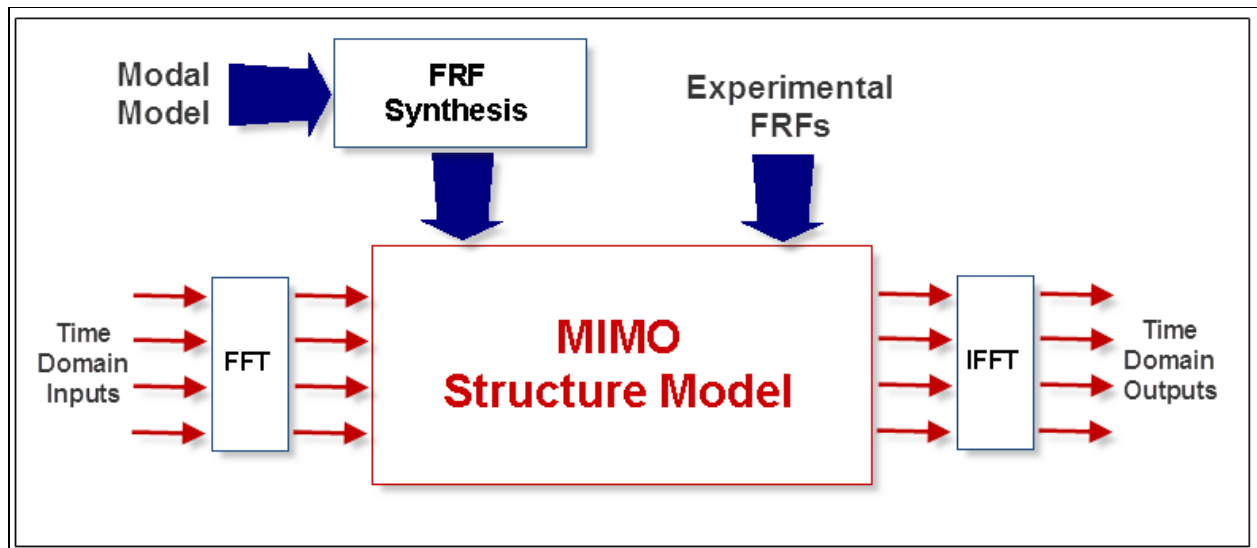 Modal
Model
FRF
Synthesis
Experimental
FRFs
Time
Domain
Inputs
FFT
MIMO
Structure Model
IFFT
Time
Domain
Outputs